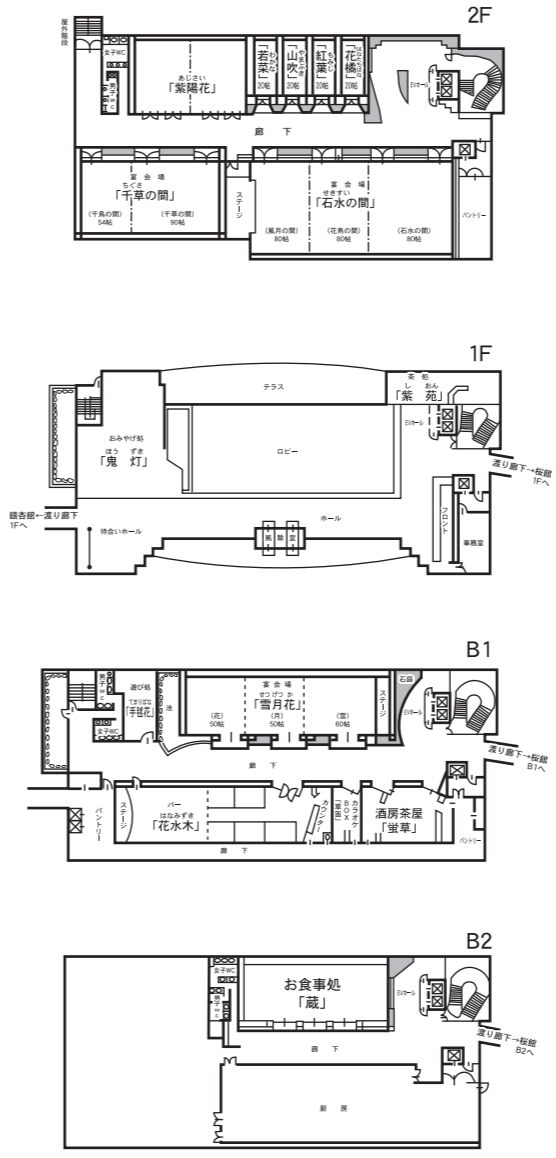 2F
屋外階段
女子WC
男子WC
あじさい
「紫陽花」
わかな
「若菜」
20帖
やまぶき
「山吹」
20帖
もみじ
「紅葉」
20帖
はなたちばな
「花橘」
20帖
EVホール
廊下
宴会場
ちぐさ
「千草の間」
(千鳥の間)
54帖
(千草の間)
90帖
ステージ
宴会場
せきすい
「石水の間」
(風月の間)
80帖
(花鳥の間)
80帖
(石水の間)
80帖
パントリー
1F
テラス
茶処
しおん
「紫苑」
EVホール
おみやげ処
ほうずき
「鬼灯」
ロビー
渡り廊下→桜館
1Fへ
銀杏館←渡り廊下
1Fへ
待合いホール
ホール
風除室
フロント
事務室
B1
男子WC
遊び処
てまりばな
「手毬花」
女子WC
池
宴会場
せつげつか
「雪月花」
(花)
50帖
(月)
50帖
(雪)
60帖
ステージ
石庭
EVホール
渡り廊下→桜館
B1へ
廊下
パントリー
ステージ
バー
はなみずき
「花水木」
カウンター
カラオケ
BOX
「草笛」
酒房茶屋
「蛍草」
パントリー
廊下
B2
女子WC
男子WC
お食事処
「蔵」
EVホール
渡り廊下→桜館
B2へ
廊下
厨房